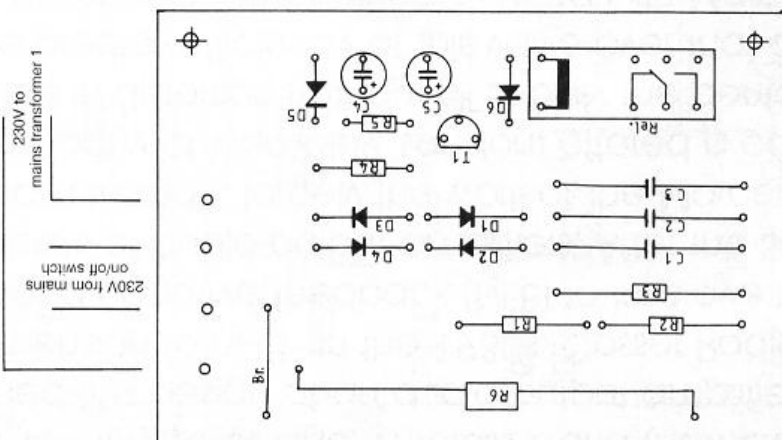 230V to
mains transformer 1
230V from mains
on/off switch
D5
C4
C5
D6
Rel.
R5
T1
R4
D3
D1
D4
D2
C3
C2
C1
R3
R1
R2
Br.
R6